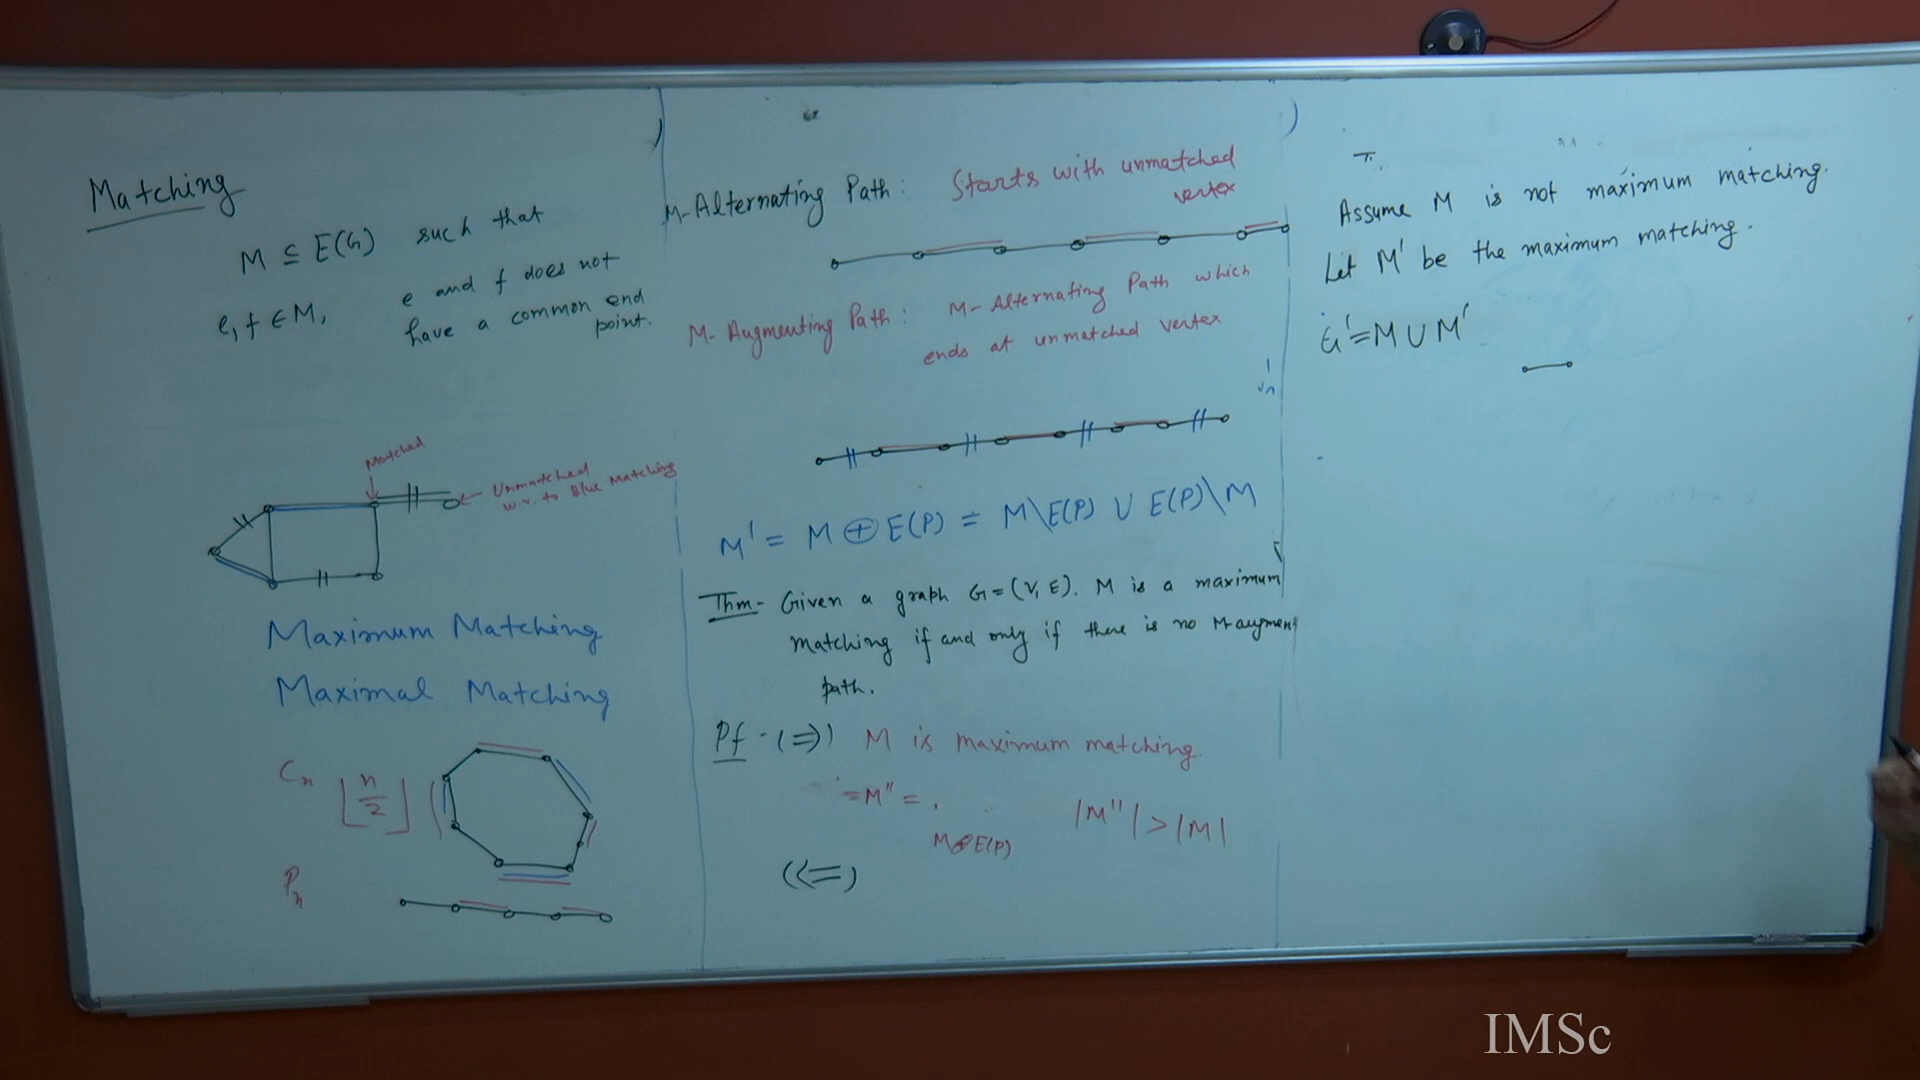 Matching
M ⊆ E(G) such that
e, f ∈ M, e and f does not
have a common end
point.
Matched
Unmatched
w.r. to Blue Matching
Maximum Matching
Maximal Matching
Cn ⌊n/2⌋
Pn
M-Alternating Path: Starts with unmatched
vertex
M-Augmenting Path: M-Alternating Path which
ends at unmatched vertex
M' = M ⊕ E(P) = M\E(P) ∪ E(P)\M
Thm- Given a graph G=(V, E). M is a maximum
matching if and only if there is no M-augment
path.
Pf - (⇒) M is maximum matching.
=M'' = .
M⊕E(P) |M''| > |M|
(⇐)
Assume M is not maximum matching.
Let M' be the maximum matching.
G'=M∪M'
IMSc